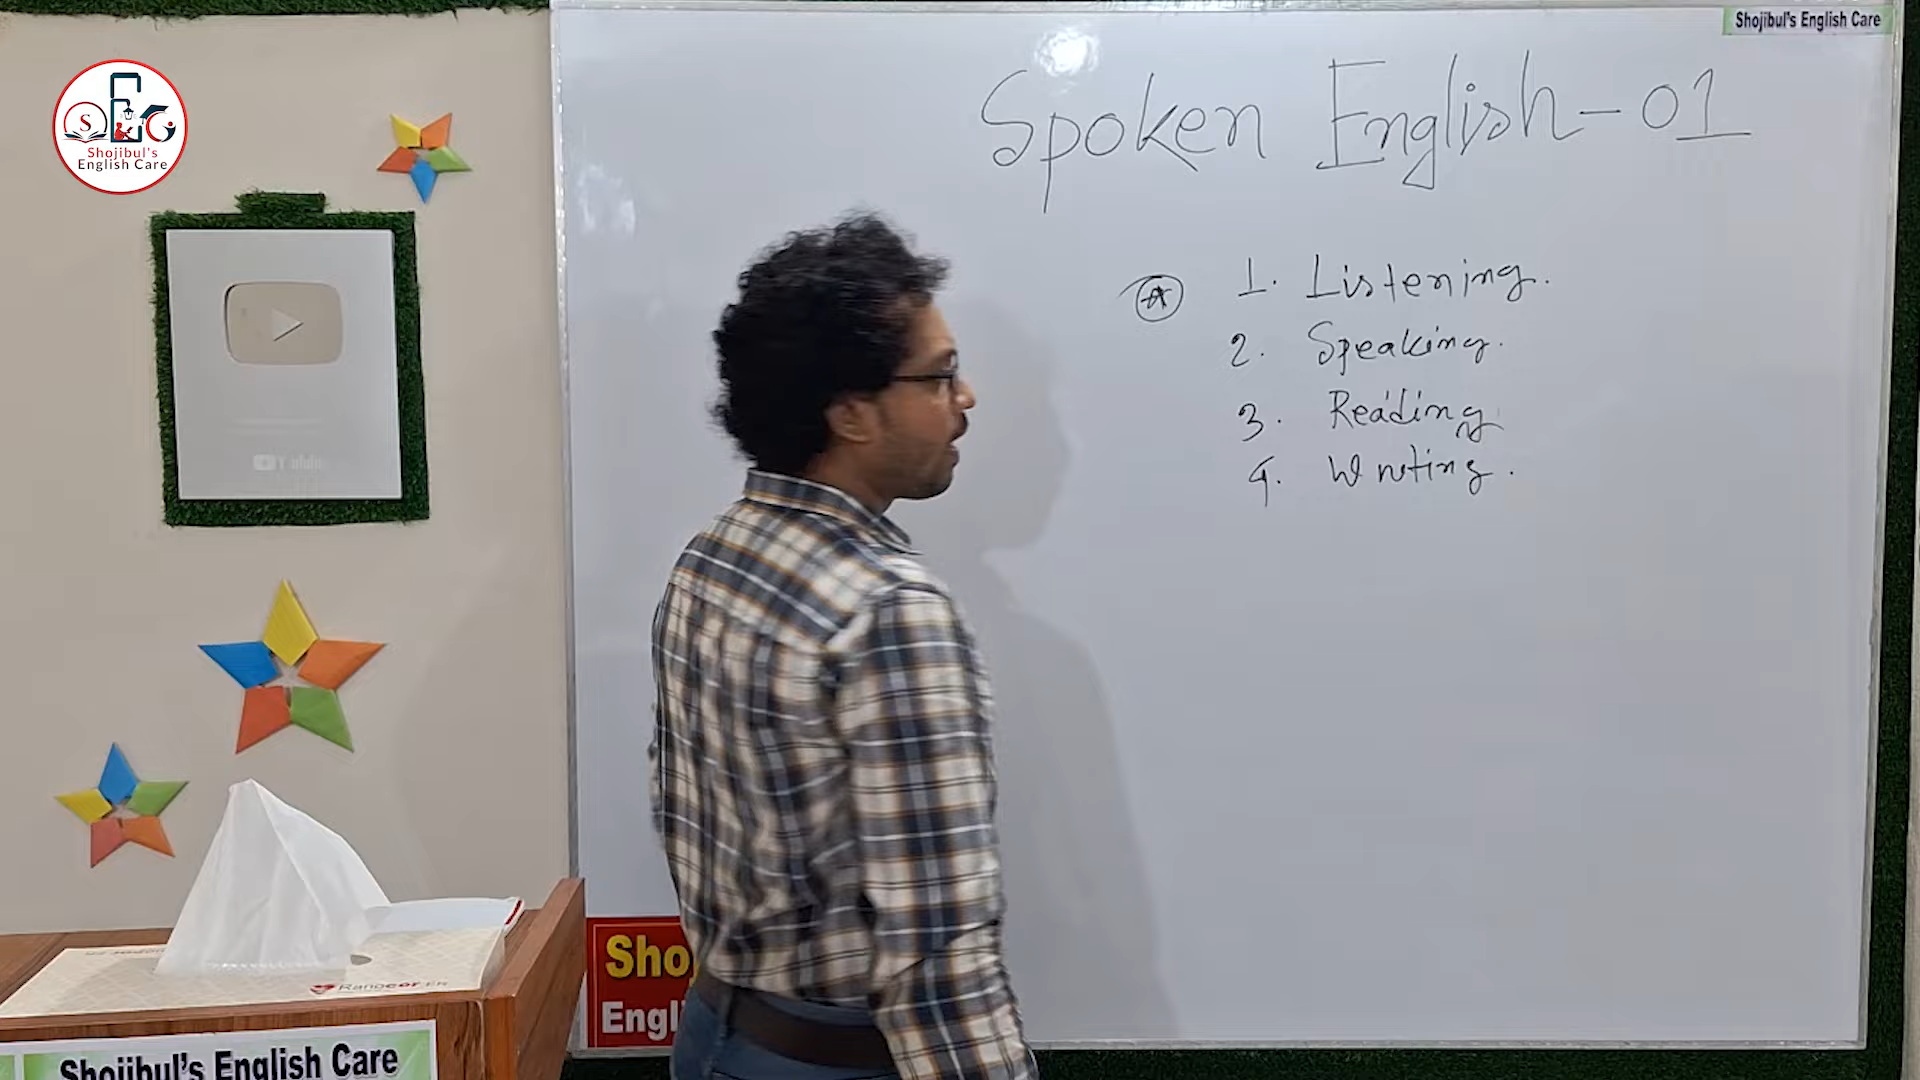 Shojibul's English Care
Spoken English - 01
Shojibul's
English Care
1. Listening.
2. Speaking.
3. Reading
4. Writing.
Sho
Engl
Shojibul's English Care